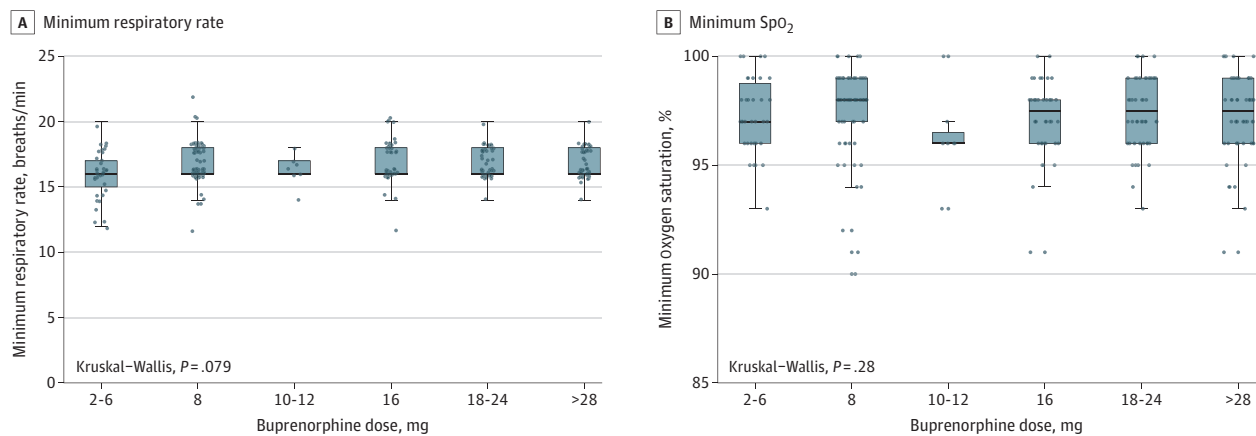 A Minimum respiratory rate
25
20
15
10
5
0
Minimum respiratory rate, breaths/min
Kruskal-Wallis, P=.079
2-6 8 10-12 16 18-24 >28
Buprenorphine dose, mg
B Minimum SpO2
100
95
90
85
Minimum oxygen saturation, %
Kruskal-Wallis, P=.28
2-6 8 10-12 16 18-24 >28
Buprenorphine dose, mg